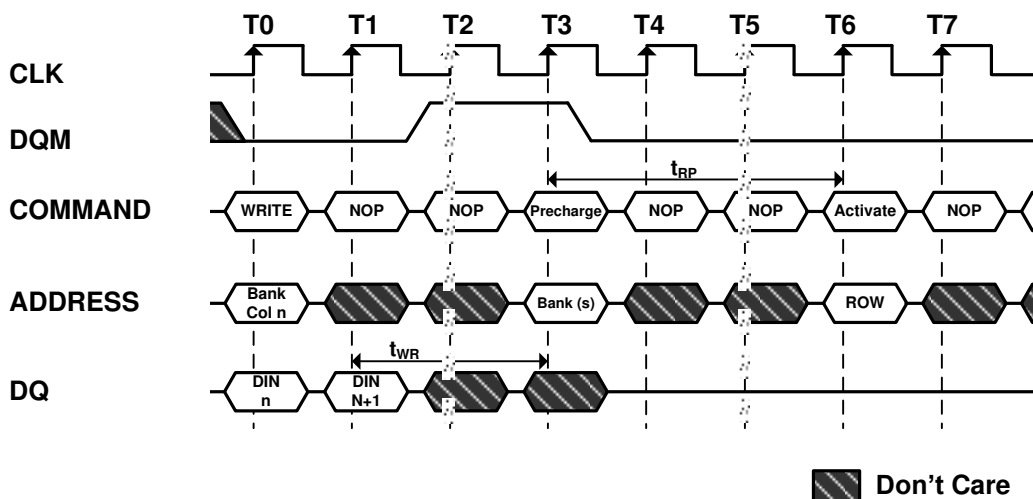 T0 T1 T2 T3 T4 T5 T6 T7
CLK
DQM
tRP
COMMAND WRITE NOP NOP Precharge NOP NOP Activate NOP
ADDRESS Bank Col n Bank (s) ROW
tWR
DQ DIN n DIN N+1
Don't Care